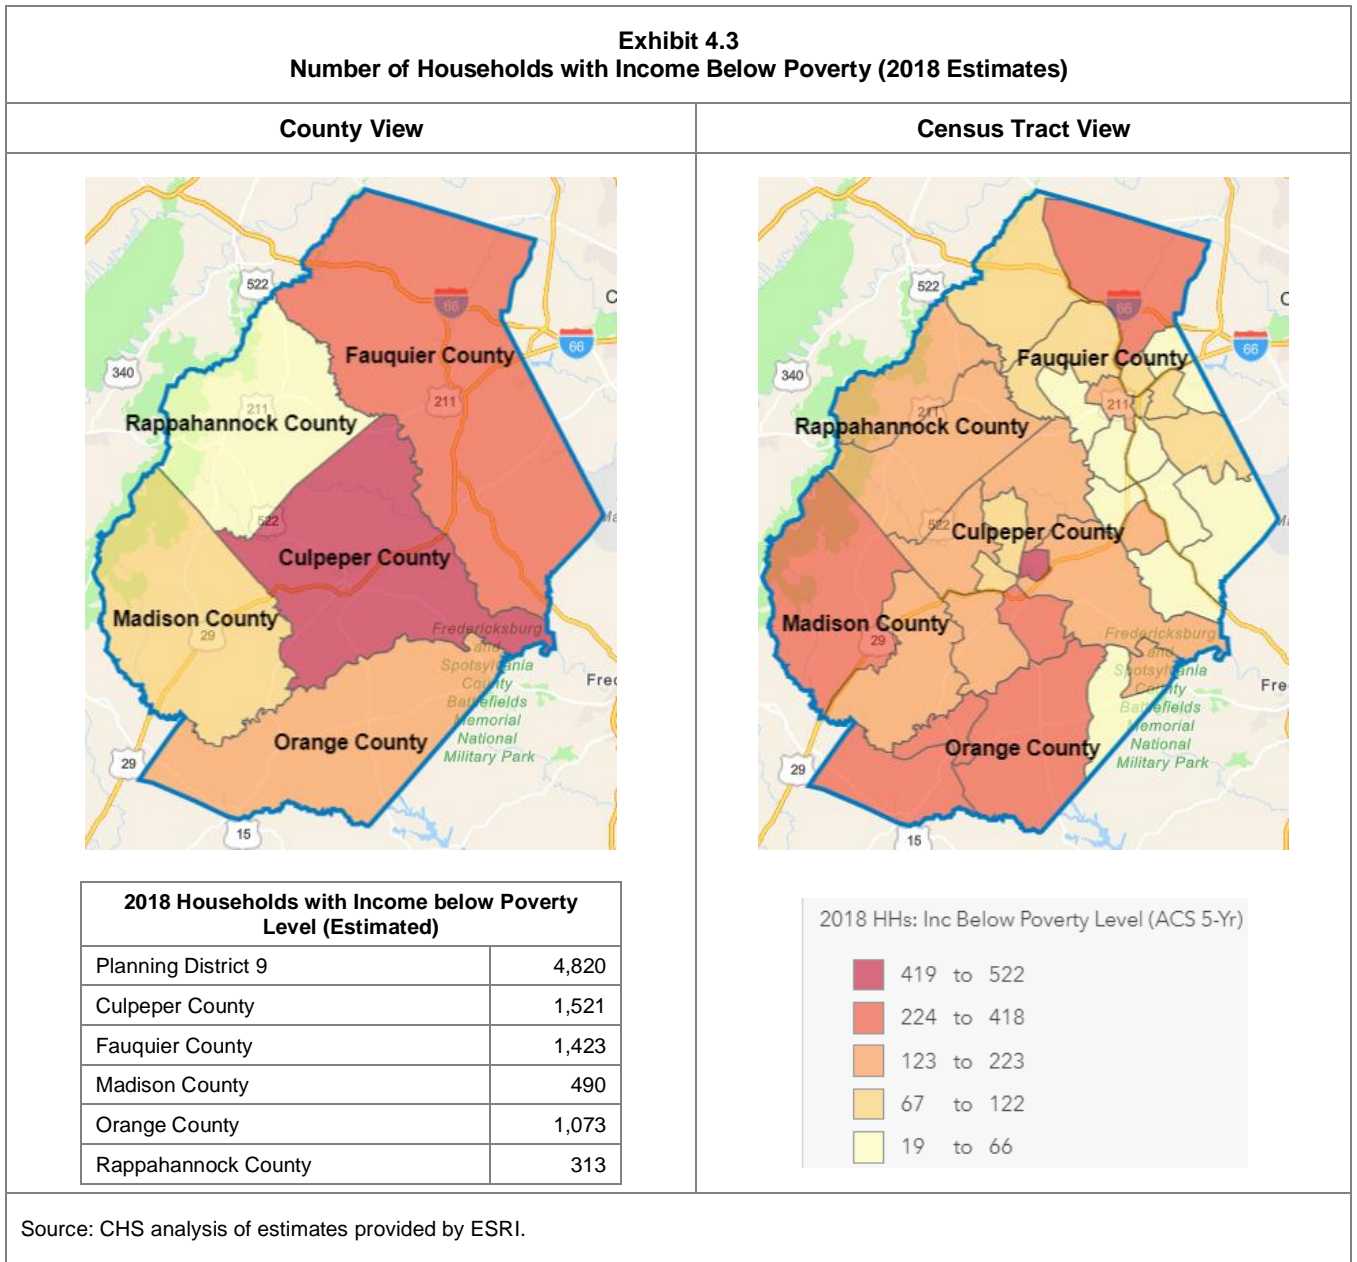 Exhibit 4.3
Number of Households with Income Below Poverty (2018 Estimates)
County View
Census Tract View
522
66
C
Fauquier County
66
340
211
211
Rappahannock County
522
Culpeper County
Madison County
29
Fredericksburg
and
Spotsylvania
County
Battlefields
Memorial
National
Military Park
Fred
Orange County
29
15
522
66
C
Fauquier County
66
340
211
211
Rappahannock County
522
Culpeper County
Madison County
29
Fredericksburg
and
Spotsylvania
County
Battlefields
Memorial
National
Military Park
Fre
Orange County
29
15
2018 Households with Income below Poverty
Level (Estimated)
Planning District 9 4,820
Culpeper County 1,521
Fauquier County 1,423
Madison County 490
Orange County 1,073
Rappahannock County 313
2018 HHs: Inc Below Poverty Level (ACS 5-Yr)
419 to 522
224 to 418
123 to 223
67 to 122
19 to 66
Source: CHS analysis of estimates provided by ESRI.